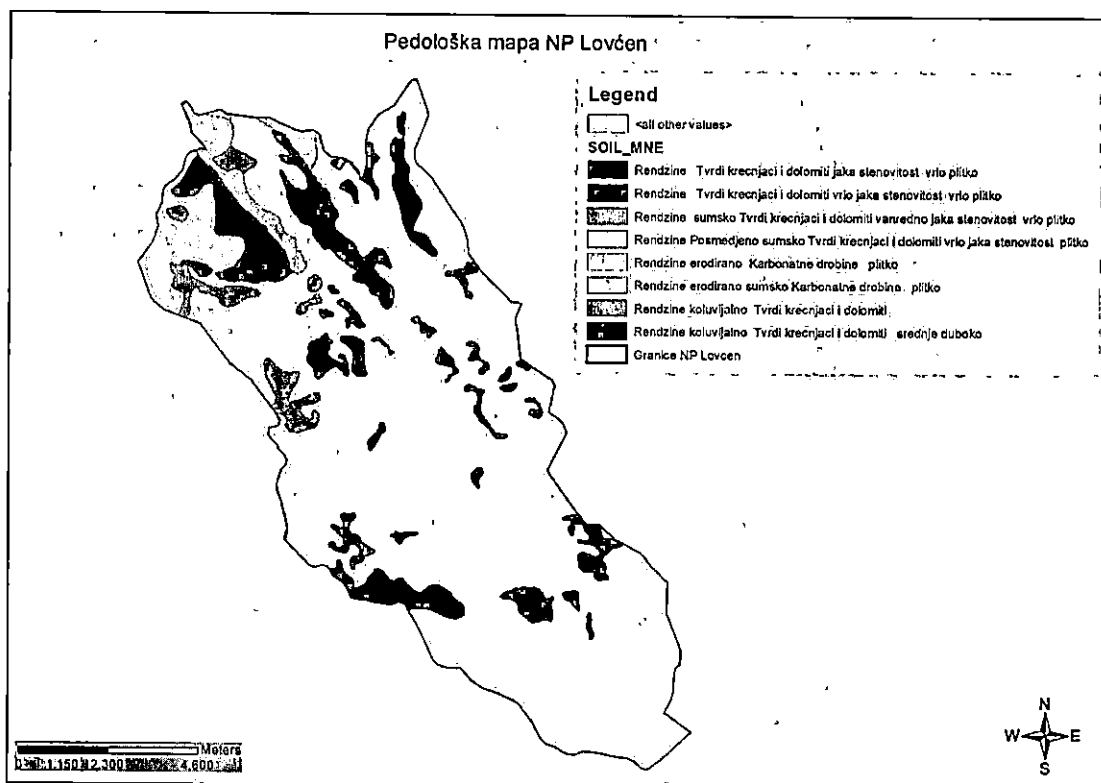 Pedološka mapa NP Lovćen
Legend
<all other values>
SOIL_MNE
Rendzine Tvrdi krecnjaci i dolomiti jaka stenovitost vrlo plitko
Rendzine Tvrdi krecnjaci i dolomiti vrlo jaka stenovitost vrlo plitko
Rendzine sumsko Tvrdi krecnjaci i dolomiti vanredno jaka stenovitost vrlo plitko
Rendzine Posmedjeno sumsko Tvrdi krecnjaci i dolomiti vrlo jaka stenovitost plitko
Rendzine erodirano Karbonatne drobine plitko
Rendzine erodirano sumsko Karbonatne drobine plitko
Rendzine koluvijalno Tvrdi krecnjaci i dolomiti
Rendzine koluvijalno Tvrdi krecnjaci i dolomiti srednje duboko
Granice NP Lovcen
N
W E
S
Meters
1,150 2,300 4,600